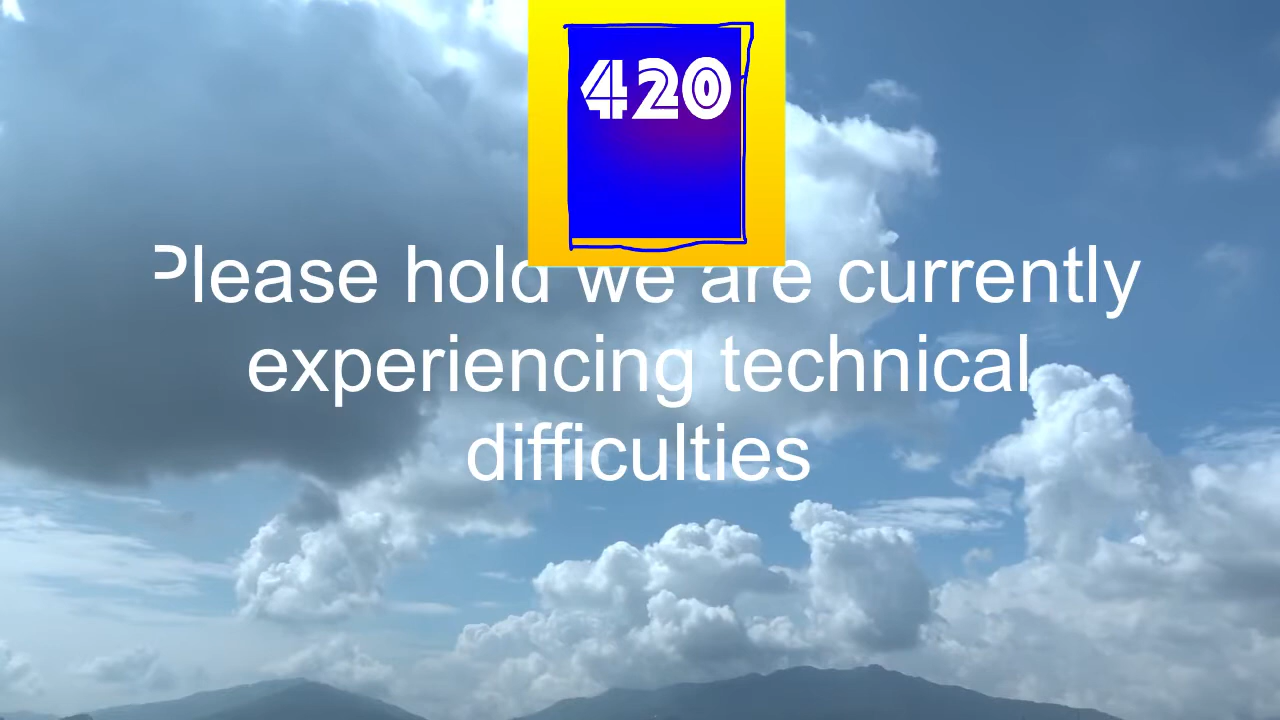 420
Please hold we are currently
experiencing technical
difficulties